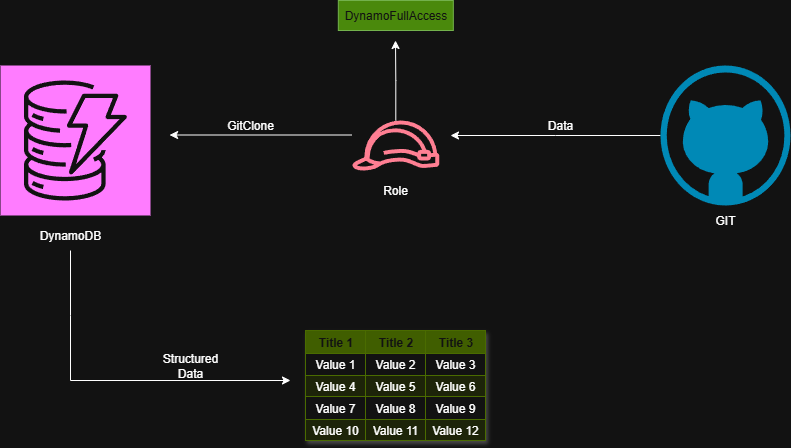 DynamoFullAccess
GitClone
Data
Role
GIT
DynamoDB
Structured
Data
Title 1 Title 2 Title 3
Value 1 Value 2 Value 3
Value 4 Value 5 Value 6
Value 7 Value 8 Value 9
Value 10 Value 11 Value 12